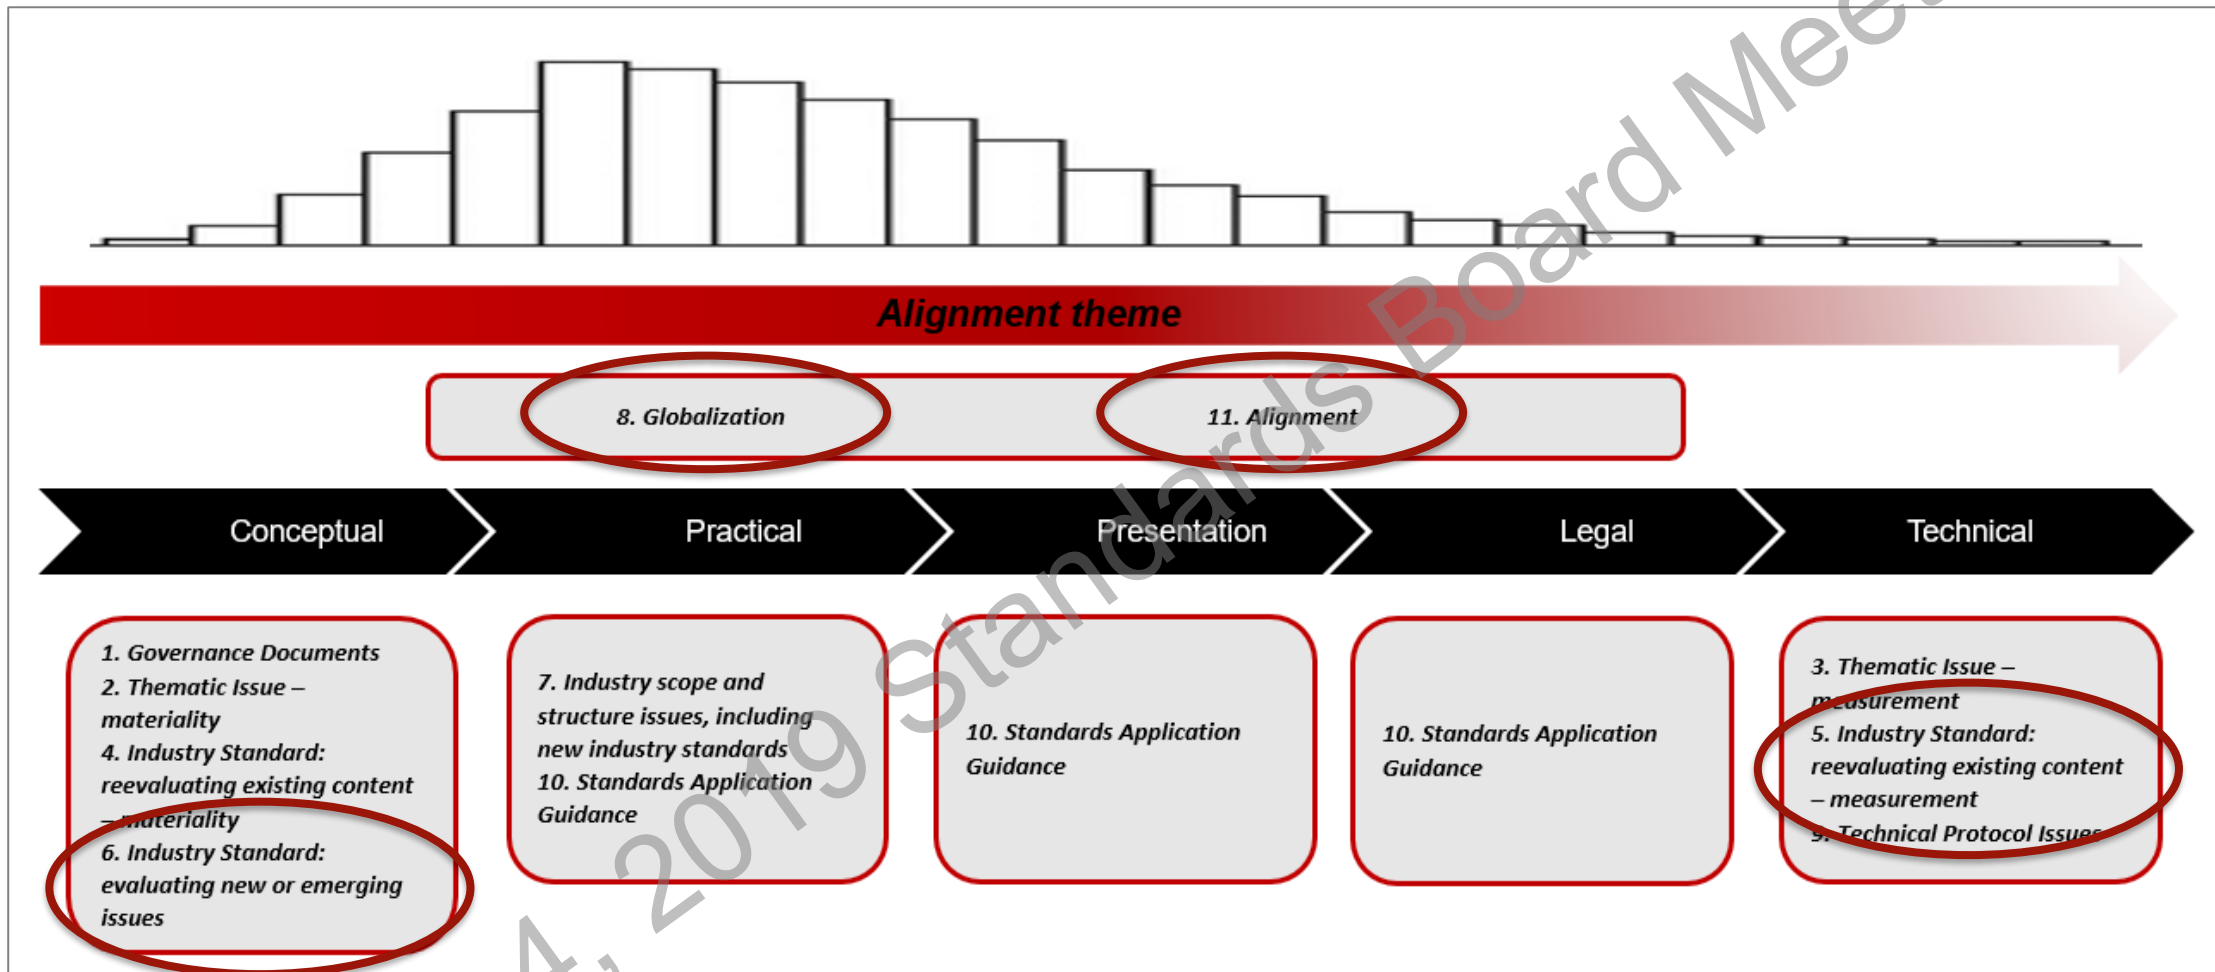 Alignment theme
8. Globalization
11. Alignment
Conceptual
Practical
Presentation
Legal
Technical
1. Governance Documents
2. Thematic Issue –
materiality
4. Industry Standard:
reevaluating existing content
– materiality
6. Industry Standard:
evaluating new or emerging
issues
7. Industry scope and
structure issues, including
new industry standards
10. Standards Application
Guidance
10. Standards Application
Guidance
10. Standards Application
Guidance
3. Thematic Issue –
measurement
5. Industry Standard:
reevaluating existing content
– measurement
9. Technical Protocol Issues
4, 2019 Standards Board